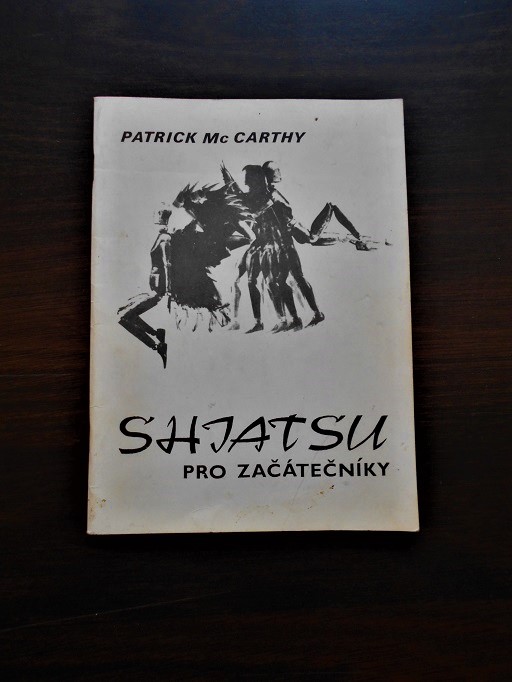 PATRICK Mc CARTHY
SHIATSU
PRO ZAČÁTEČNÍKY